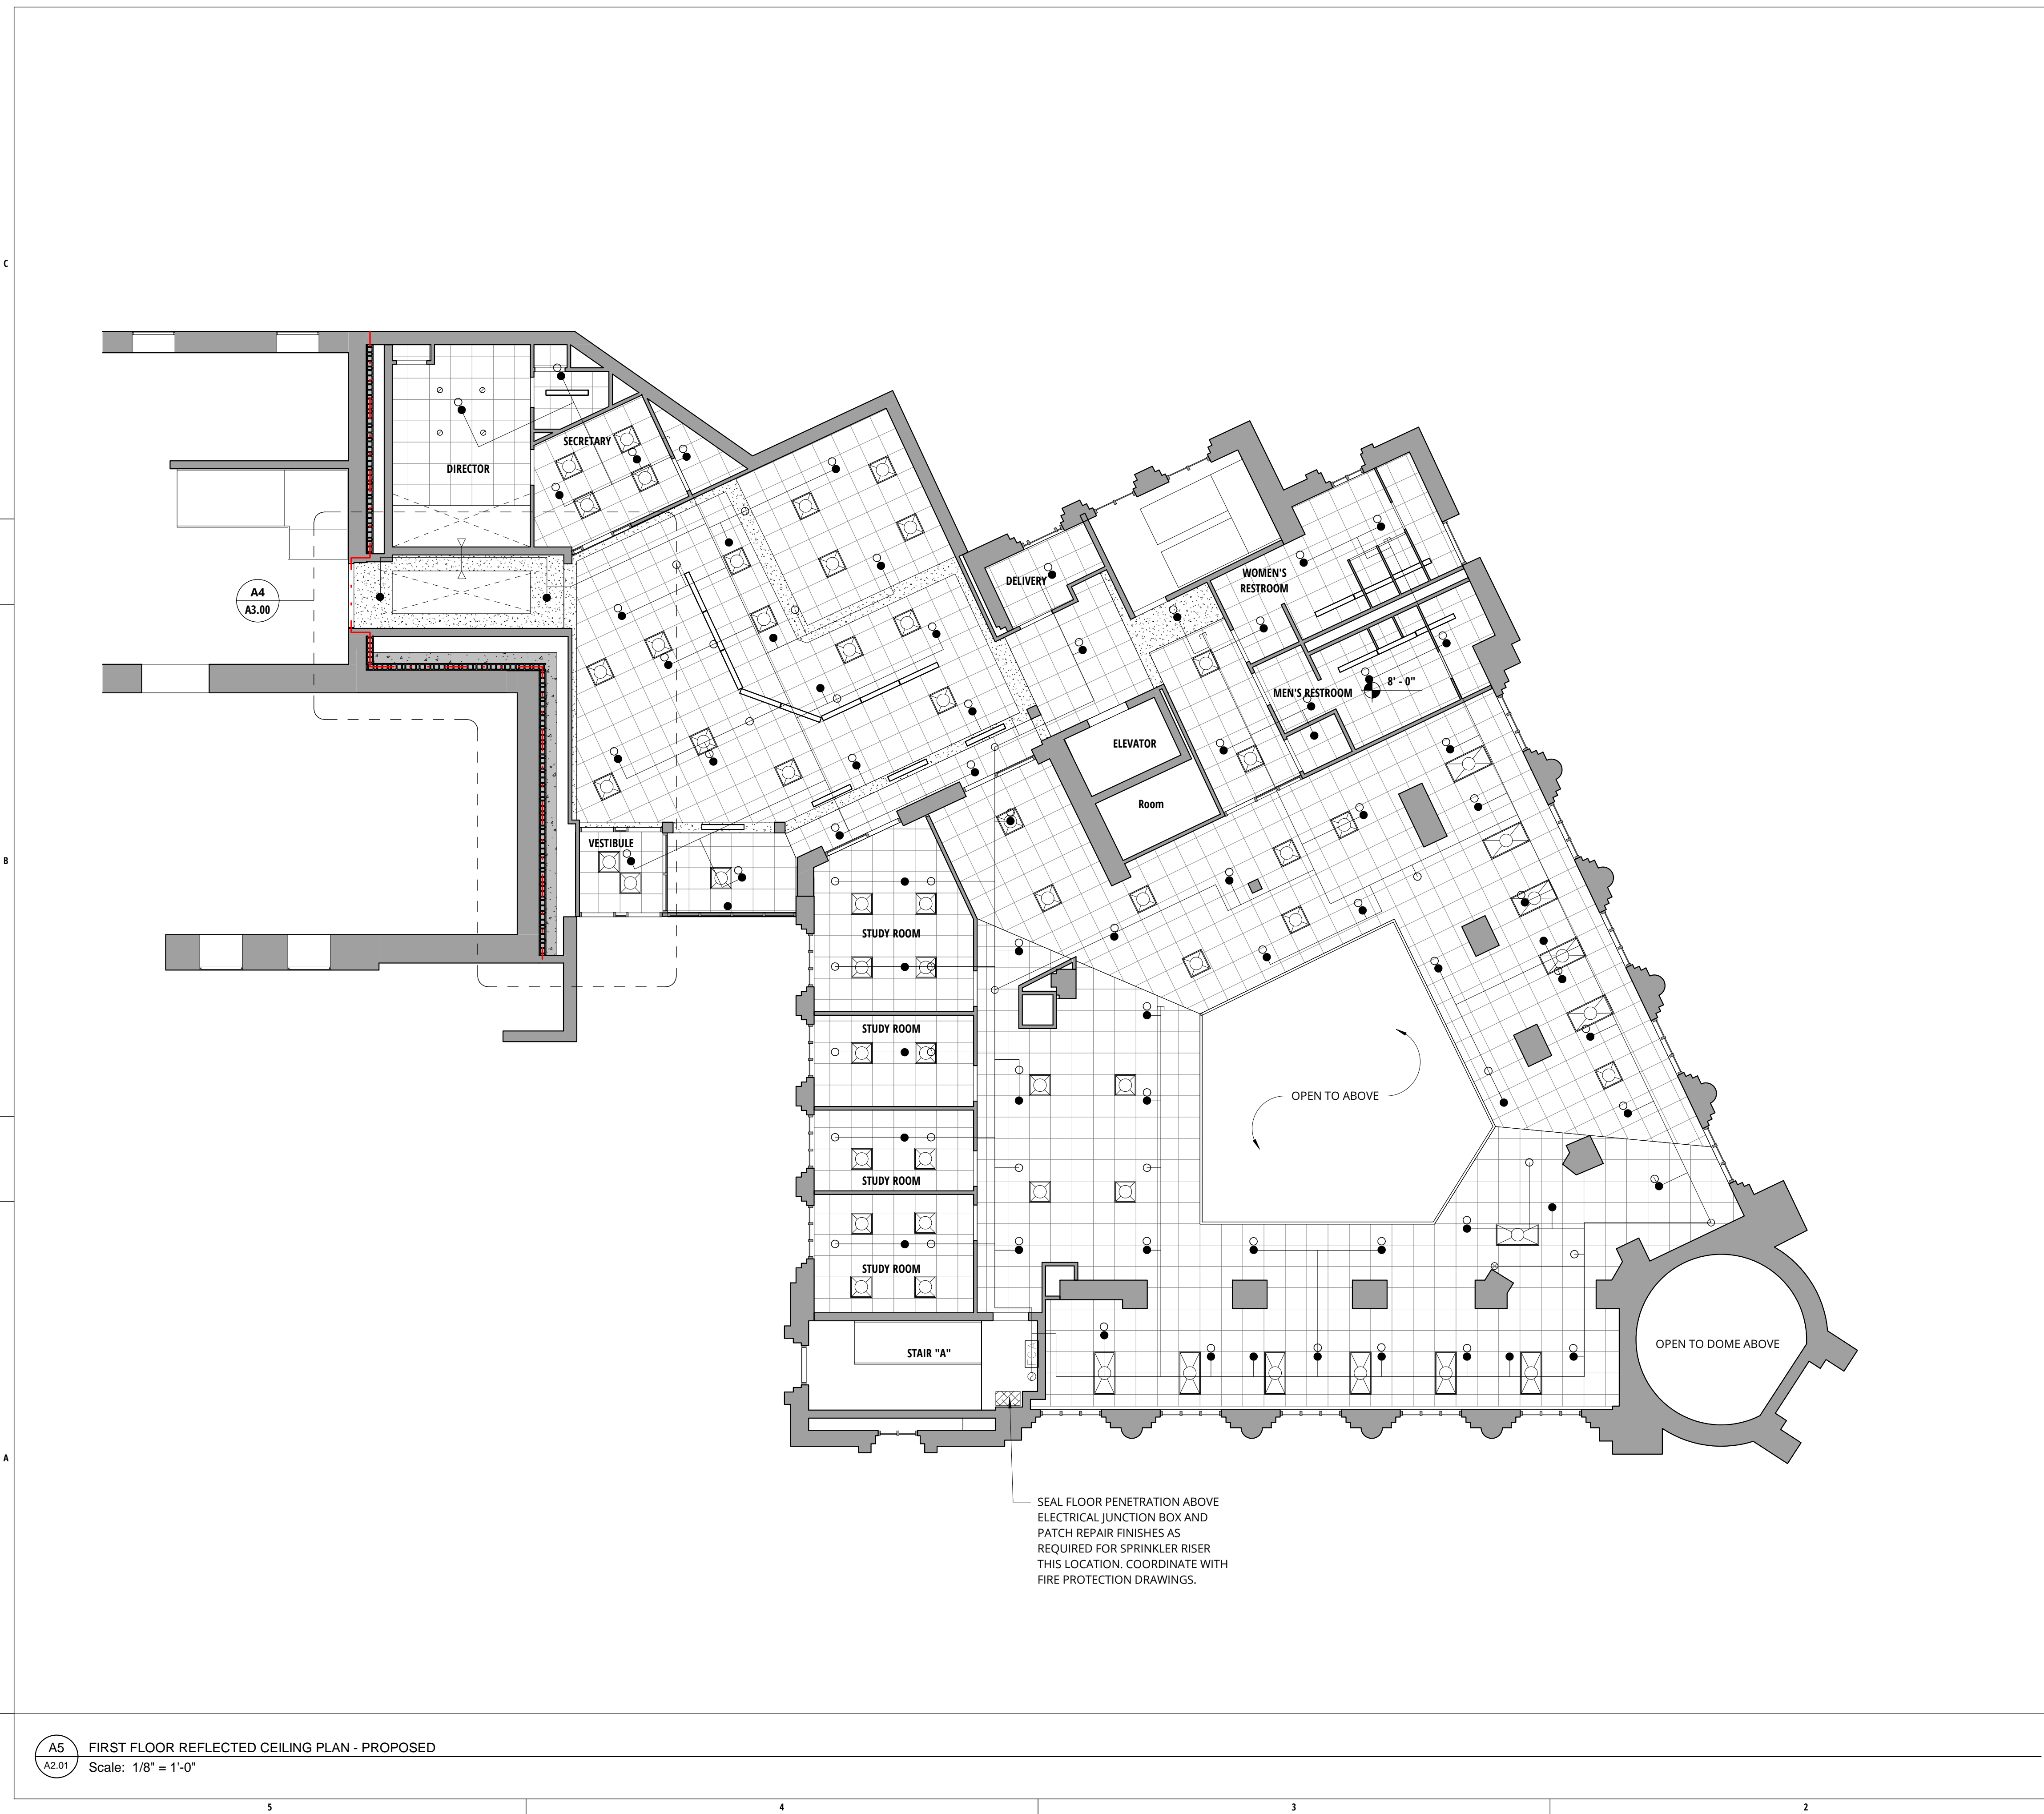 C
B
A
DIRECTOR
SECRETARY
A4
A3.00
DELIVERY
WOMEN'S
RESTROOM
MEN'S RESTROOM
8' - 0"
ELEVATOR
Room
VESTIBULE
STUDY ROOM
STUDY ROOM
OPEN TO ABOVE
STUDY ROOM
STUDY ROOM
STAIR "A"
OPEN TO DOME ABOVE
SEAL FLOOR PENETRATION ABOVE
ELECTRICAL JUNCTION BOX AND
PATCH REPAIR FINISHES AS
REQUIRED FOR SPRINKLER RISER
THIS LOCATION. COORDINATE WITH
FIRE PROTECTION DRAWINGS.
A5
A2.01
FIRST FLOOR REFLECTED CEILING PLAN - PROPOSED
Scale: 1/8" = 1'-0"
5
4
3
2